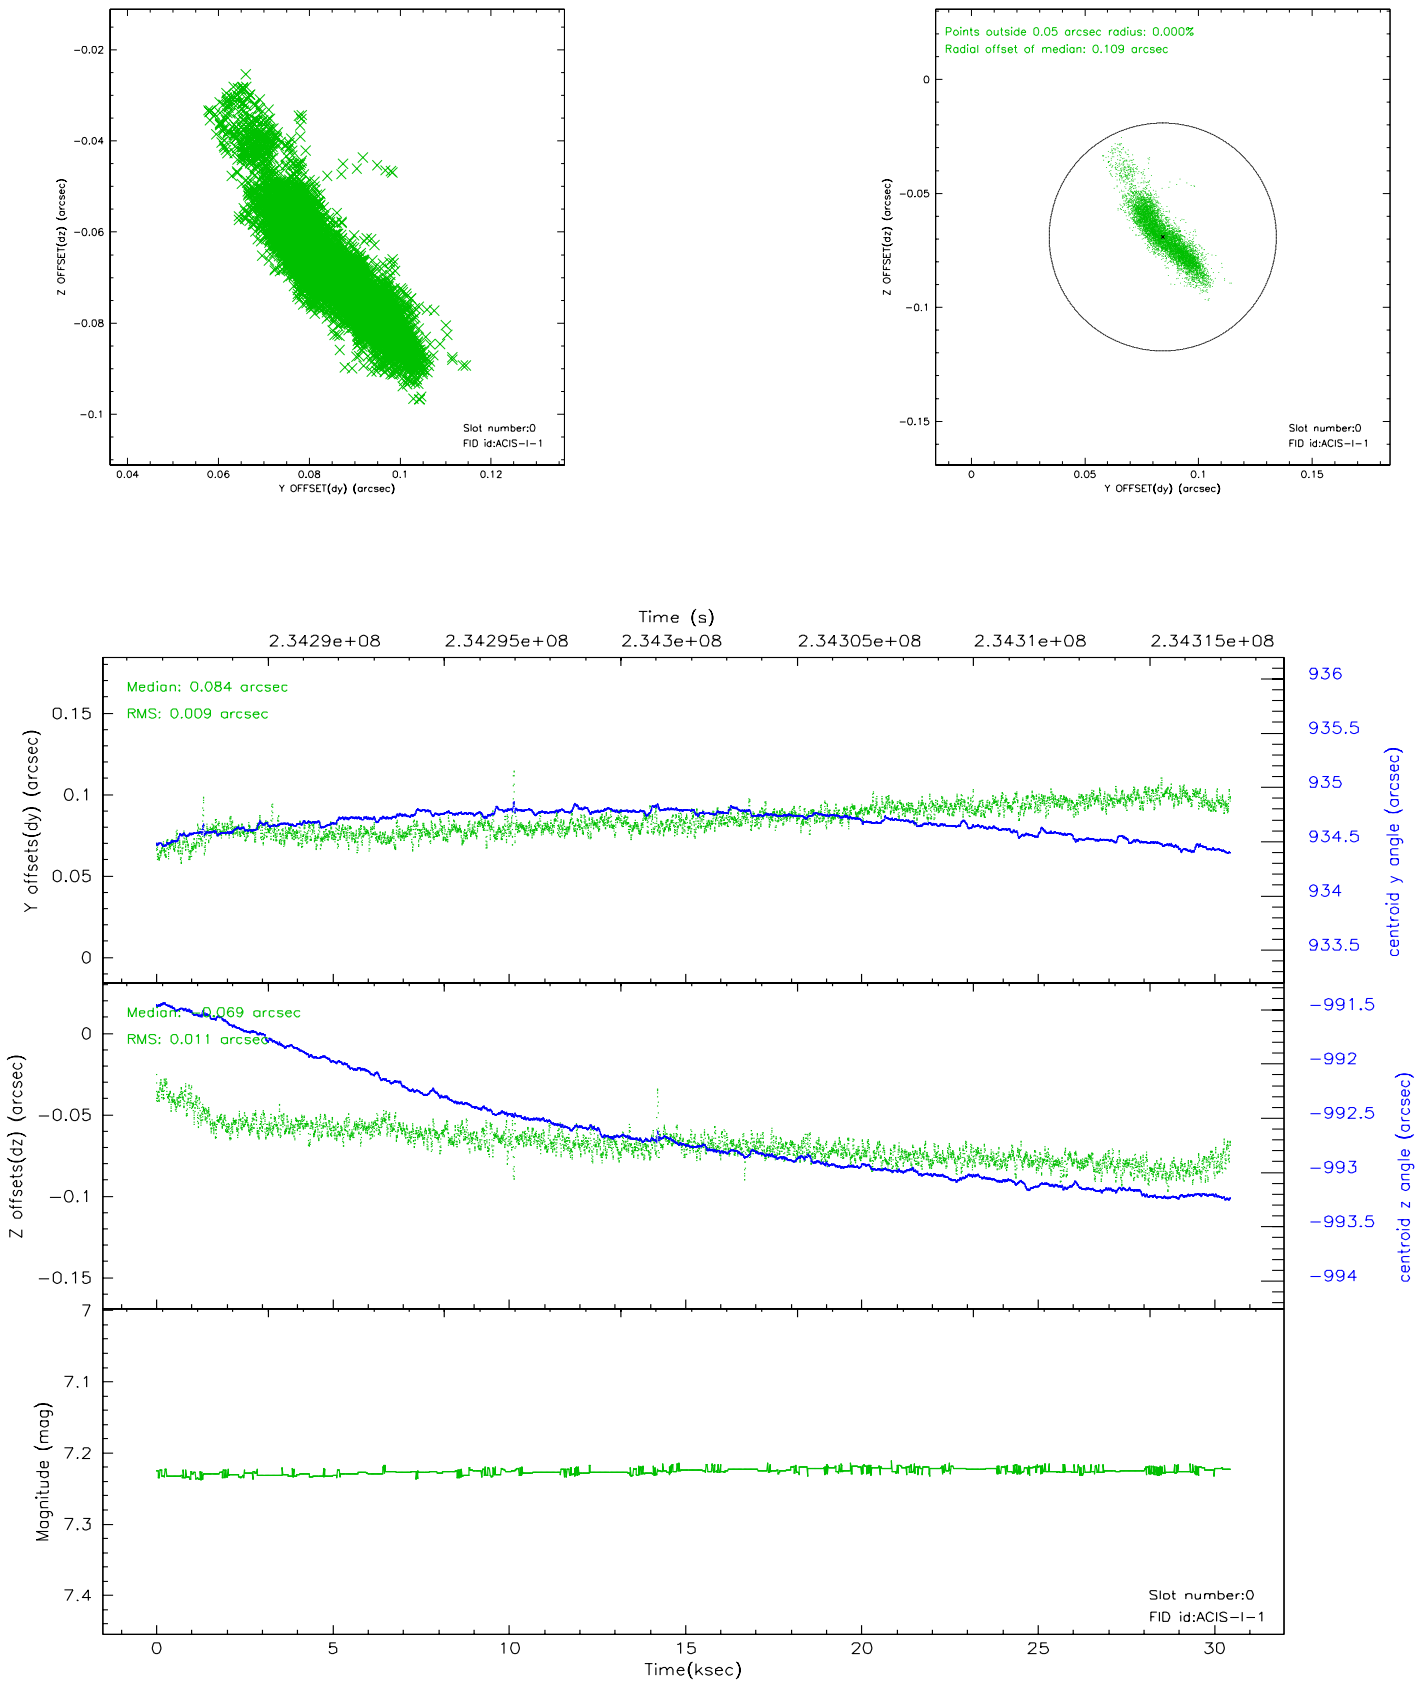 −0.02
−0.04
−0.06
−0.08
−0.1
Z OFFSET(dz) (arcsec)
Slot number:0
FID id:ACIS−I−1
0.04 0.06 0.08 0.1 0.12
Y OFFSET(dy) (arcsec)
Points outside 0.05 arcsec radius: 0.000%
Radial offset of median: 0.109 arcsec
0
−0.05
−0.1
−0.15
Z OFFSET(dz) (arcsec)
Slot number:0
FID id:ACIS−I−1
0 0.05 0.1 0.15
Y OFFSET(dy) (arcsec)
Time (s)
2.3429e+08 2.34295e+08 2.343e+08 2.34305e+08 2.3431e+08 2.34315e+08
Median: 0.084 arcsec
RMS: 0.009 arcsec
0.15
0.1
0.05
0
Y offsets(dy) (arcsec)
936
935.5
935
934.5
934
933.5
centroid y angle (arcsec)
Median: −0.069 arcsec
RMS: 0.011 arcsec
0
−0.05
−0.1
−0.15
Z offsets(dz) (arcsec)
−991.5
−992
−992.5
−993
−993.5
−994
centroid z angle (arcsec)
7
7.1
7.2
7.3
7.4
Magnitude (mag)
Slot number:0
FID id:ACIS−I−1
0 5 10 15 20 25 30
Time(ksec)